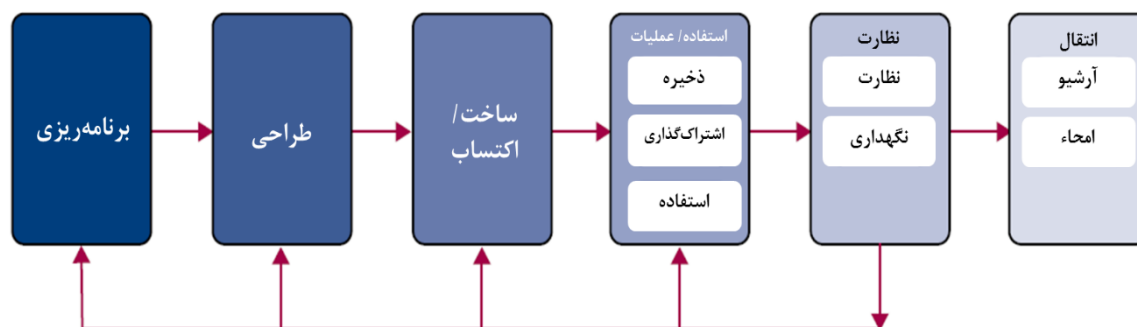 برنامه‌ریزی
طراحی
ساخت/
اکتساب
استفاده/ عملیات
ذخیره
اشتراک‌گذاری
استفاده
نظارت
نظارت
نگهداری
انتقال
آرشیو
امحاء